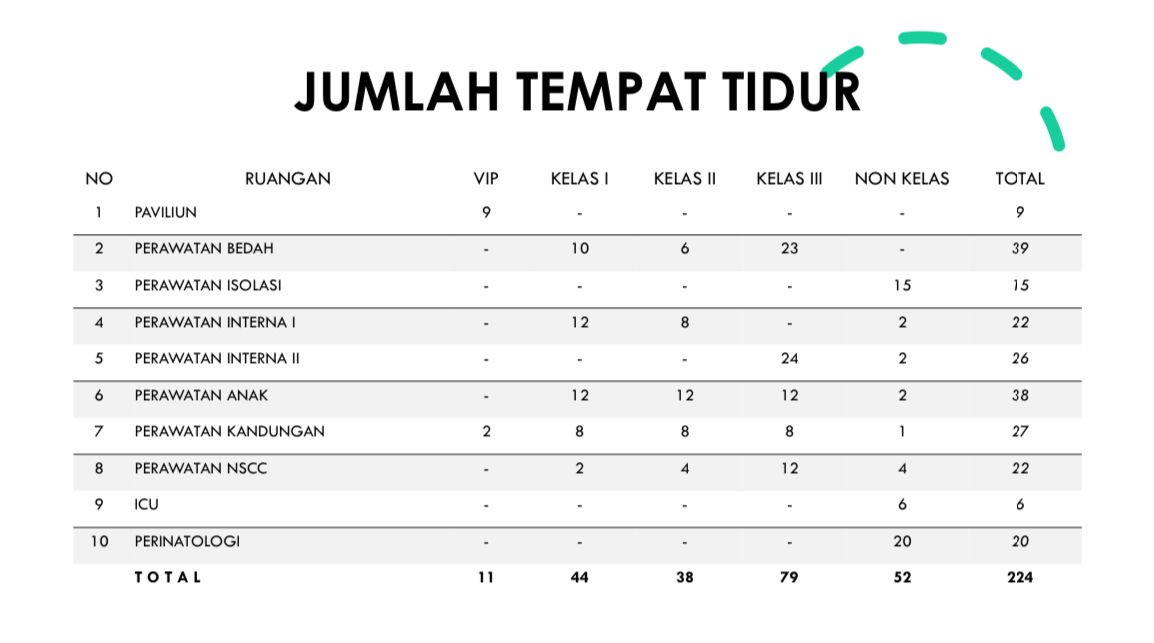 JUMLAH TEMPAT TIDUR
NO RUANGAN VIP KELAS I KELAS II KELAS III NON KELAS TOTAL
1 PAVILIUN 9 - - - - 9
2 PERAWATAN BEDAH - 10 6 23 - 39
3 PERAWATAN ISOLASI - - - - 15 15
4 PERAWATAN INTERNA I - 12 8 - 2 22
5 PERAWATAN INTERNA II - - - 24 2 26
6 PERAWATAN ANAK - 12 12 12 2 38
7 PERAWATAN KANDUNGAN 2 8 8 8 1 27
8 PERAWATAN NSCC - 2 4 12 4 22
9 ICU - - - - 6 6
10 PERINATOLOGI - - - - 20 20
TOTAL 11 44 38 79 52 224